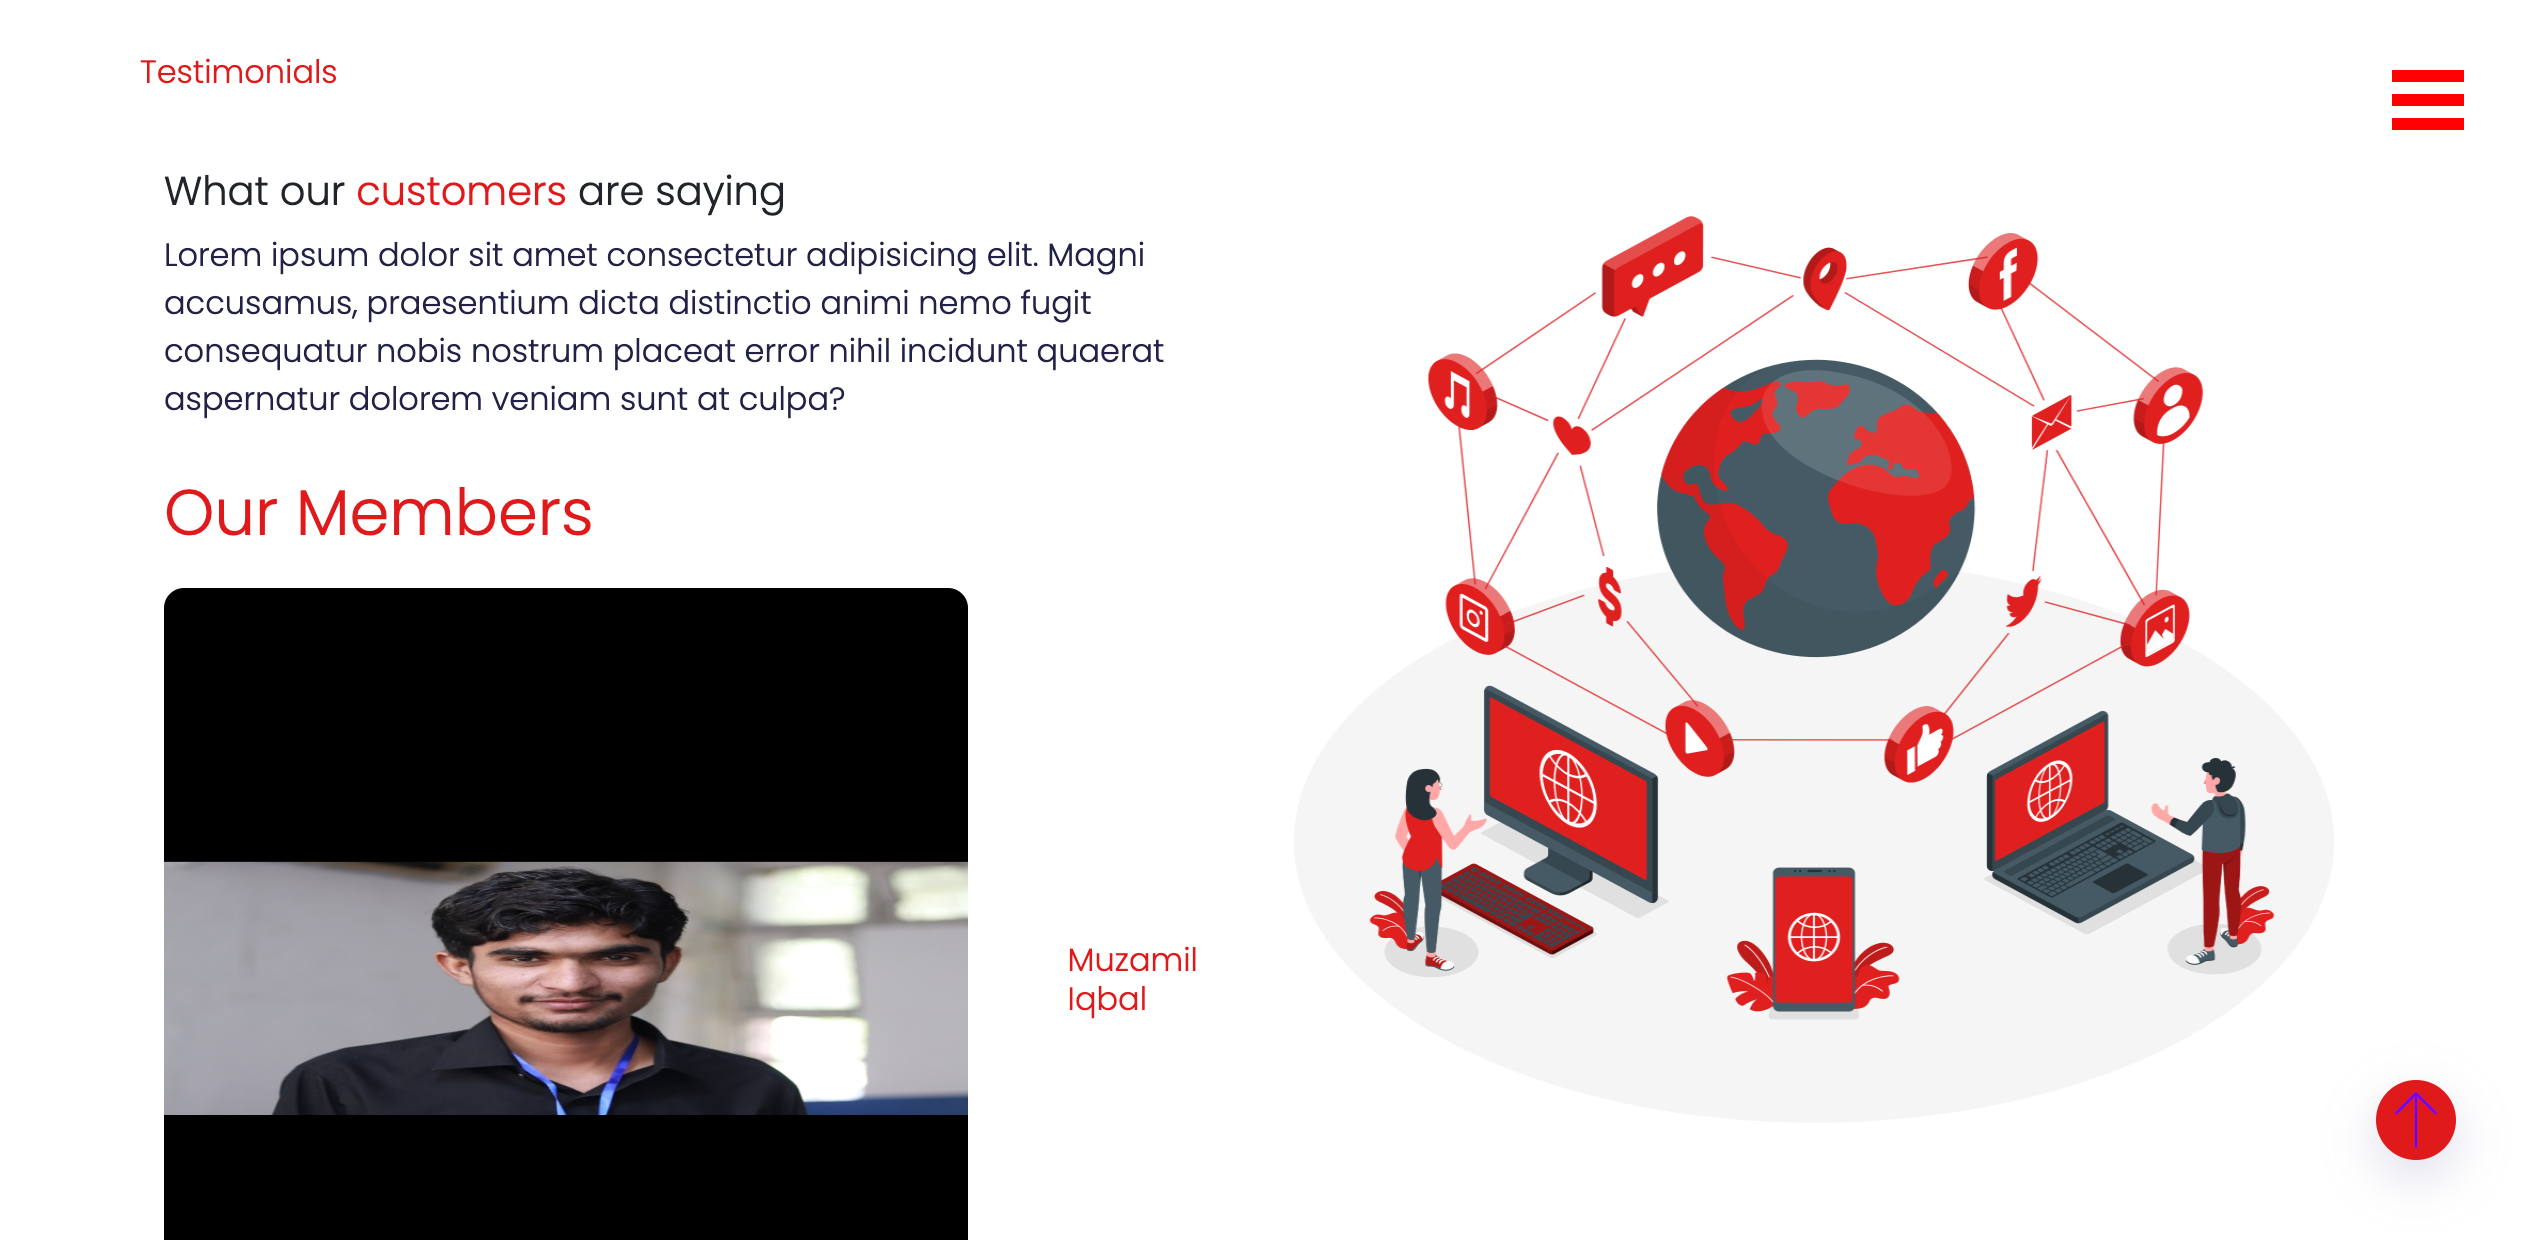 Testimonials
What our customers are saying
Lorem ipsum dolor sit amet consectetur adipisicing elit. Magni
accusamus, praesentium dicta distinctio animi nemo fugit
consequatur nobis nostrum placeat error nihil incidunt quaerat
aspernatur dolorem veniam sunt at culpa?
Our Members
Muzamil
Iqbal